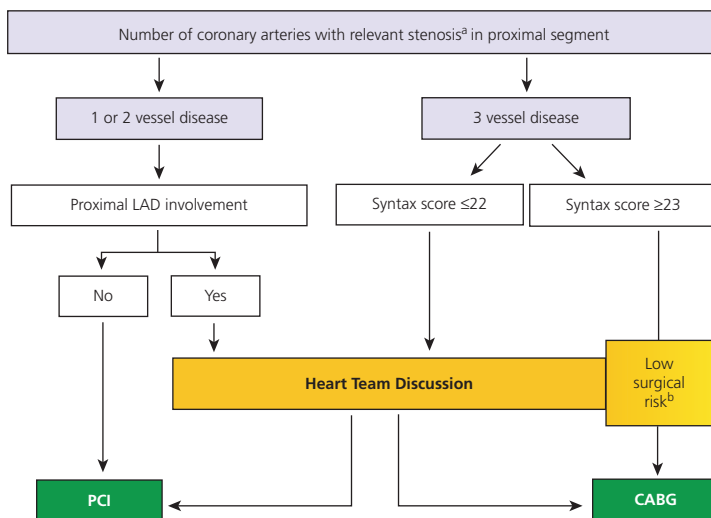 Number of coronary arteries with relevant stenosisᵃ in proximal segment
1 or 2 vessel disease
3 vessel disease
Proximal LAD involvement
Syntax score ≤22
Syntax score ≥23
No
Yes
Heart Team Discussion
Low
surgical
riskᵇ
PCI
CABG